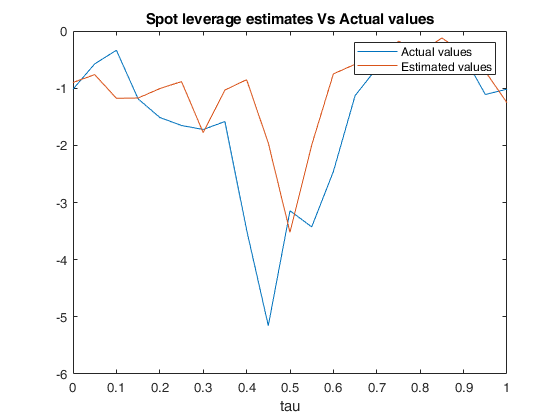 Spot leverage estimates Vs Actual values
Actual values
Estimated values
0
-1
-2
-3
-4
-5
-6
0 0.1 0.2 0.3 0.4 0.5 0.6 0.7 0.8 0.9 1
tau